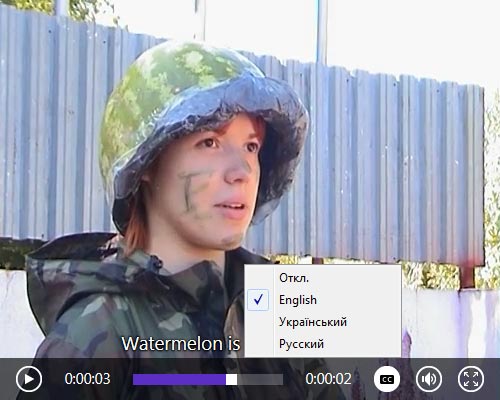 Откл.
English
Український
Русский
Watermelon is
0:00:03
0:00:02
CC